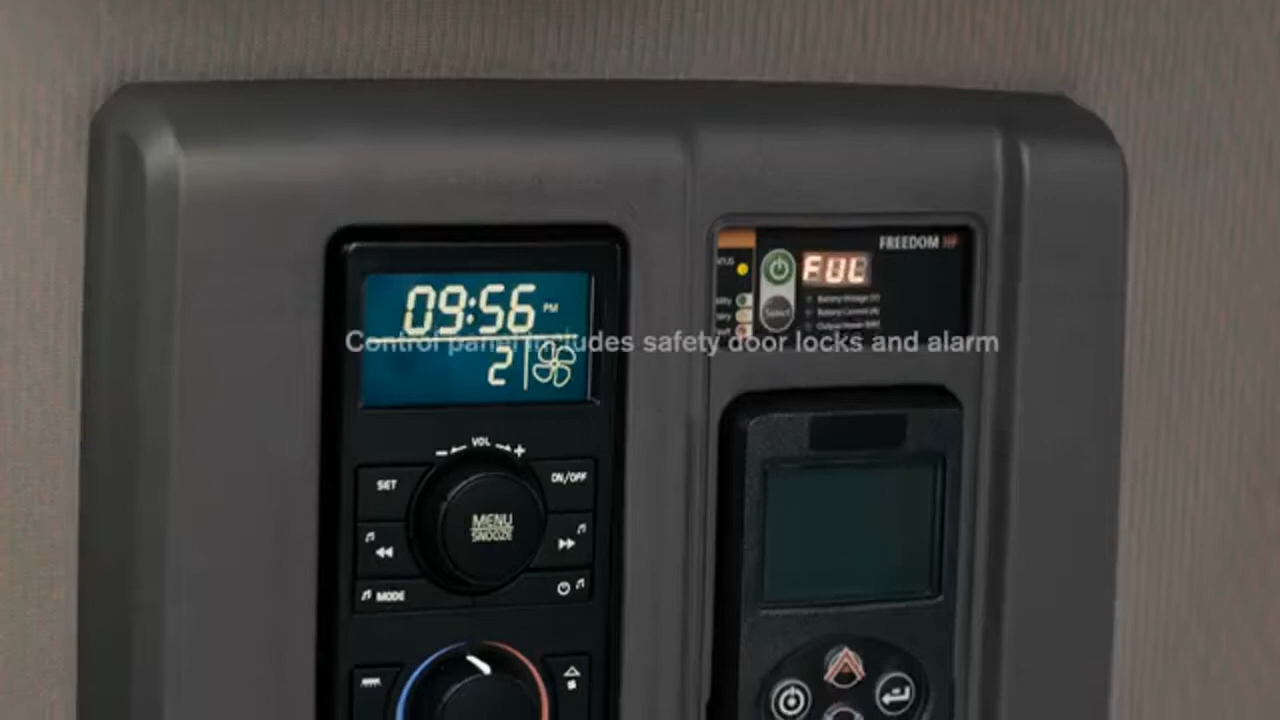 09:56 PM
2
Control panel includes safety door locks and alarm
FREEDOM HF
FUL
Select
Battery Voltage (V)
Battery Current (A)
Output Power (kW)
VOL
SET
ON/OFF
MENU
SNOOZE
MODE